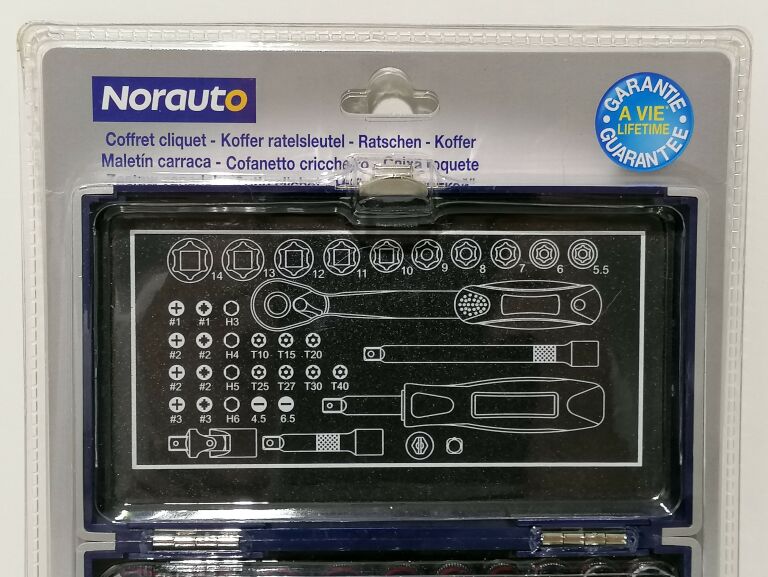 Norauto
GARANTIE
A VIE*
LIFETIME
GUARANTEE
Coffret cliquet - Koffer ratelsleutel - Ratschen - Koffer
Maletín carraca - Cofanetto cricchetto - Caixa roquete
14 13 12 11 10 9 8 7 6 5.5
#1 #1 H3
#2 #2 H4 T10 T15 T20
#2 #2 H5 T25 T27 T30 T40
#3 #3 H6 4.5 6.5